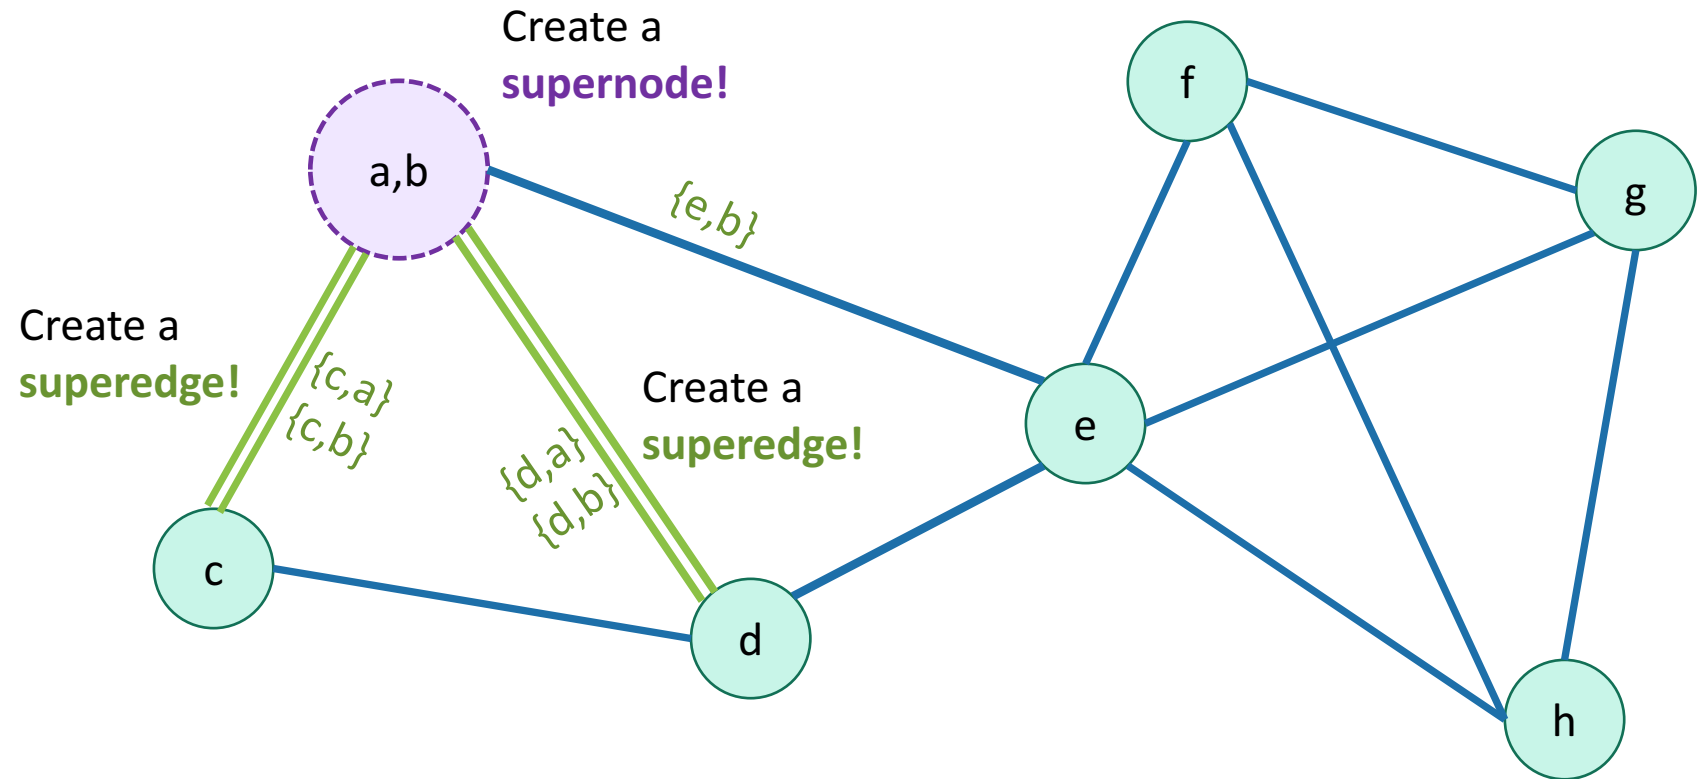 Create a
supernode!
a,b
{e,b}
f
g
Create a
superedge!
{c,a}
{c,b}
{d,a}
{d,b}
Create a
superedge!
e
c
d
h